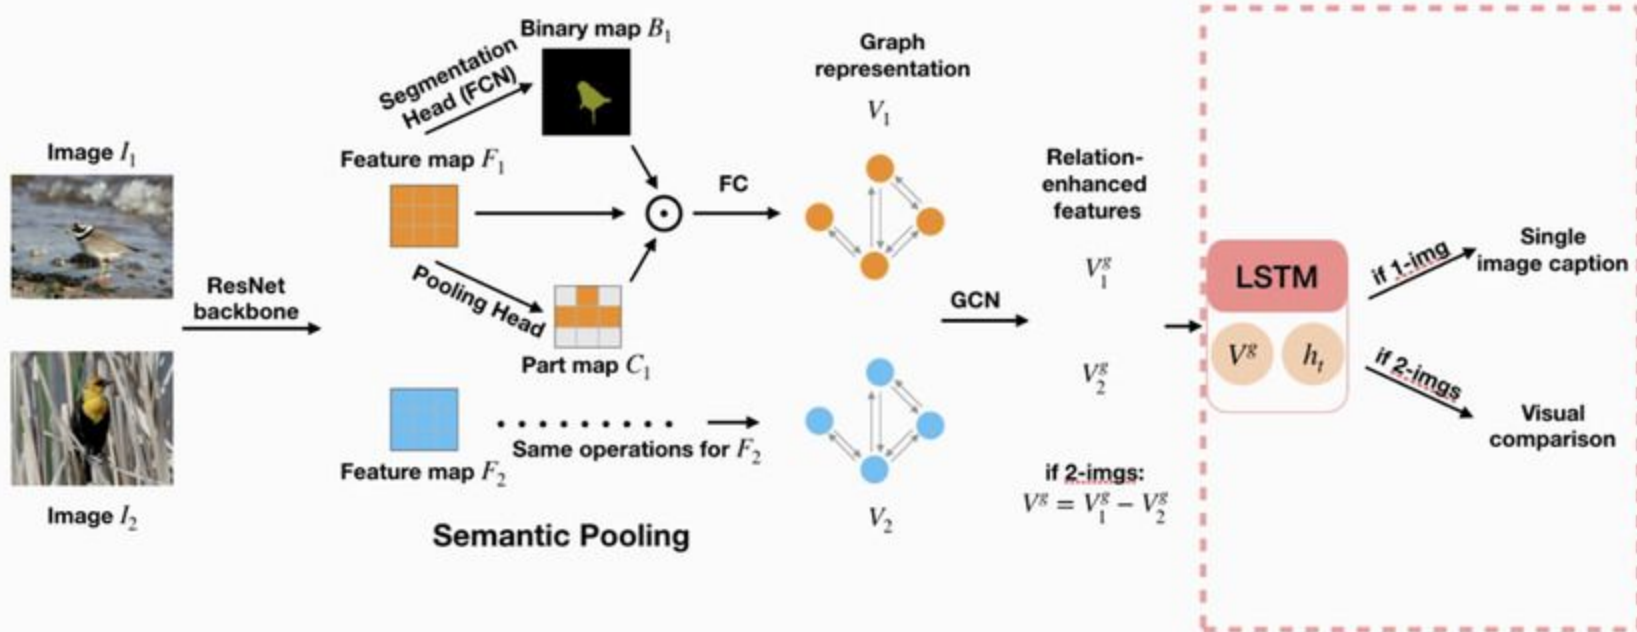 Image I₁
Image I₂
ResNet
backbone
Segmentation
Head (FCN)
Binary map B₁
Feature map F₁
Pooling Head
Part map C₁
FC
Feature map F₂
Same operations for F₂
Semantic Pooling
Graph
representation
V₁
V₂
GCN
Relation-
enhanced
features
V₁ᵍ
V₂ᵍ
if 2-imgs:
Vᵍ = V₁ᵍ − V₂ᵍ
LSTM
Vᵍ
hₜ
if 1-img
Single
image caption
if 2-imgs
Visual
comparison